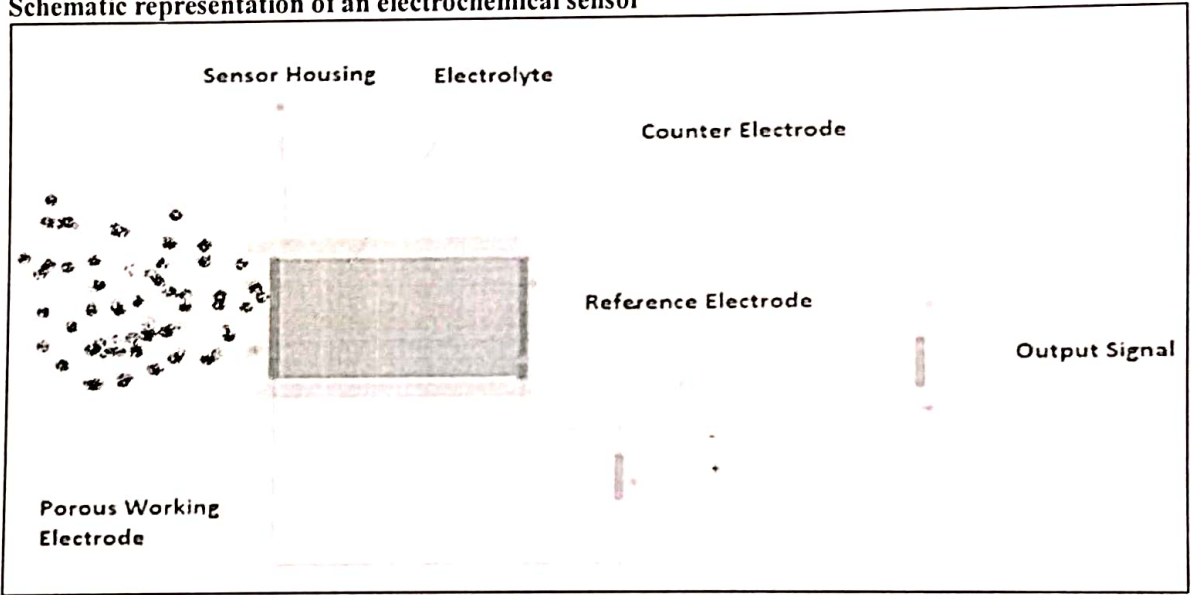 Schematic representation of an electrochemical sensor
Sensor Housing
Electrolyte
Counter Electrode
Reference Electrode
Output Signal
Porous Working
Electrode